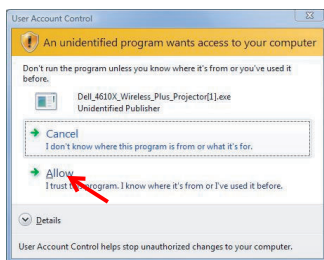 User Account Control
An unidentified program wants access to your computer
Don't run the program unless you know where it's from or you've used it
before.
Dell_4610X_Wireless_Plus_Projector[1].exe
Unidentified Publisher
Cancel
I don't know where this program is from or what it's for.
Allow
I trust this program. I know where it's from or I've used it before.
Details
User Account Control helps stop unauthorized changes to your computer.